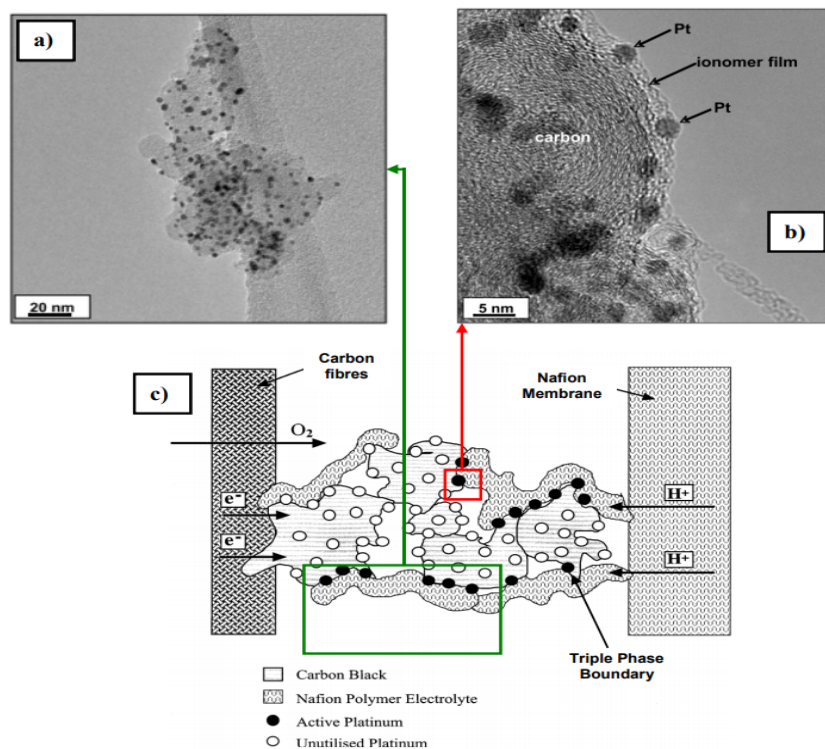 a)
20 nm
Pt
ionomer film
Pt
carbon
b)
5 nm
c)
Carbon
fibres
Nafion
Membrane
O₂
e⁻
H+
e⁻
H+
Triple Phase
Boundary
Carbon Black
Nafion Polymer Electrolyte
Active Platinum
Unutilised Platinum